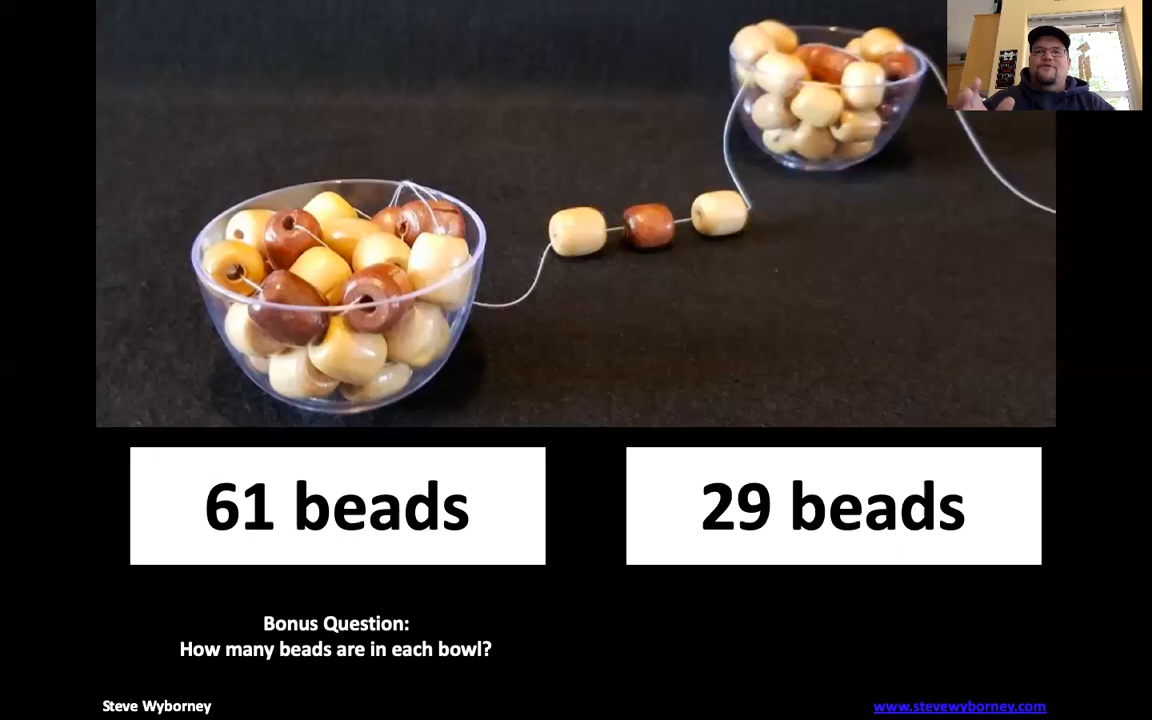 61 beads
29 beads
Bonus Question:
How many beads are in each bowl?
Steve Wyborney
www.stevewyborney.com